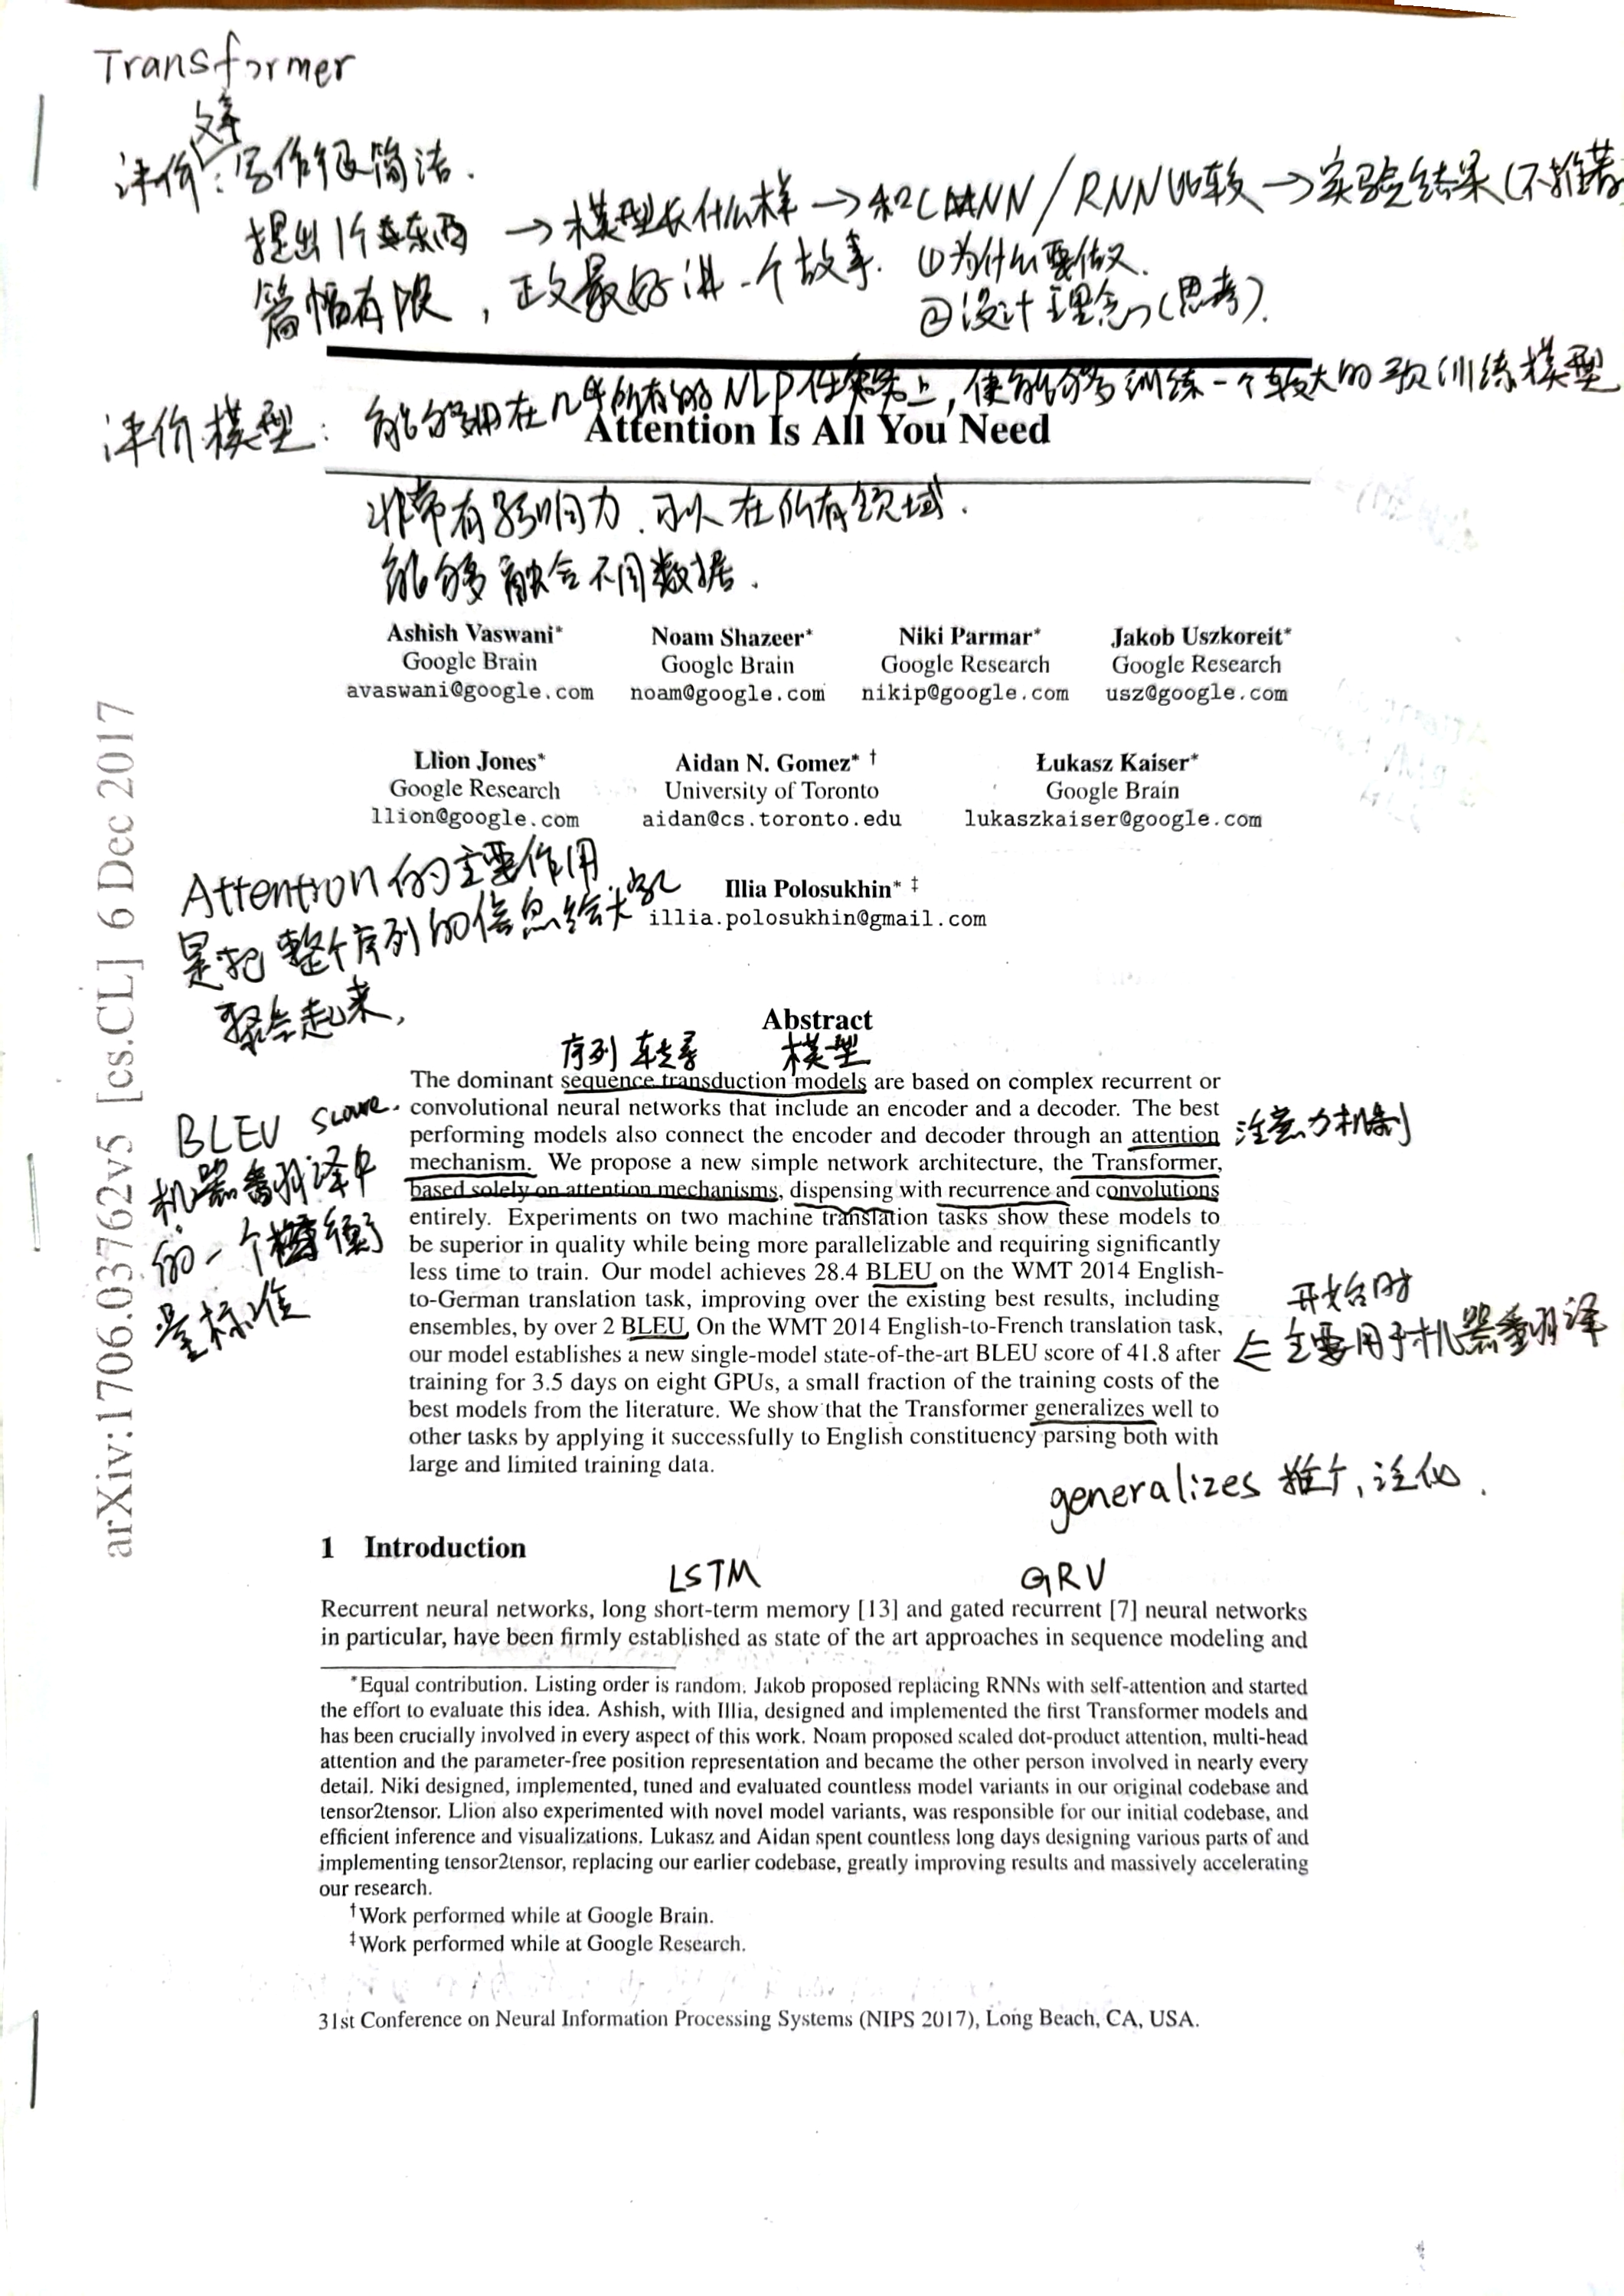 Transformer
文章
评价：写作很简洁．
提出1个东西 → 模型长什么样 → 和CNN/RNN比较 → 实验结果(不推荐
篇幅有限，正文最好讲一个故事. ①为什么要做
②设计理念(思考).
评价模型: 能够用在几乎所有的NLP任务上，使能够训练一个较大的预训练模型
Attention Is All You Need
非常有影响力.可以在所有领域.
能够融合不同数据.
Ashish Vaswani* Noam Shazeer* Niki Parmar* Jakob Uszkoreit*
Google Brain Google Brain Google Research Google Research
avaswani@google.com noam@google.com nikip@google.com usz@google.com
Llion Jones* Aidan N. Gomez* † Łukasz Kaiser*
Google Research University of Toronto Google Brain
llion@google.com aidan@cs.toronto.edu lukaszkaiser@google.com
Illia Polosukhin* ‡
illia.polosukhin@gmail.com
Attention的主要作用
是把整个序列的信息给大家
聚合起来,
arXiv:1706.03762v5 [cs.CL] 6 Dec 2017
Abstract
序列 转导 模型
The dominant sequence transduction models are based on complex recurrent or
convolutional neural networks that include an encoder and a decoder. The best
performing models also connect the encoder and decoder through an attention
mechanism. We propose a new simple network architecture, the Transformer,
based solely on attention mechanisms, dispensing with recurrence and convolutions
entirely. Experiments on two machine translation tasks show these models to
be superior in quality while being more parallelizable and requiring significantly
less time to train. Our model achieves 28.4 BLEU on the WMT 2014 English-
to-German translation task, improving over the existing best results, including
ensembles, by over 2 BLEU. On the WMT 2014 English-to-French translation task,
our model establishes a new single-model state-of-the-art BLEU score of 41.8 after
training for 3.5 days on eight GPUs, a small fraction of the training costs of the
best models from the literature. We show that the Transformer generalizes well to
other tasks by applying it successfully to English constituency parsing both with
large and limited training data.
BLEU score.
机器翻译中
的一个衡
量标准
注意力机制
开始时
⇐ 主要用于机器翻译
generalizes 推广,泛化.
1 Introduction
LSTM GRU
Recurrent neural networks, long short-term memory [13] and gated recurrent [7] neural networks
in particular, have been firmly established as state of the art approaches in sequence modeling and
*Equal contribution. Listing order is random. Jakob proposed replacing RNNs with self-attention and started
the effort to evaluate this idea. Ashish, with Illia, designed and implemented the first Transformer models and
has been crucially involved in every aspect of this work. Noam proposed scaled dot-product attention, multi-head
attention and the parameter-free position representation and became the other person involved in nearly every
detail. Niki designed, implemented, tuned and evaluated countless model variants in our original codebase and
tensor2tensor. Llion also experimented with novel model variants, was responsible for our initial codebase, and
efficient inference and visualizations. Lukasz and Aidan spent countless long days designing various parts of and
implementing tensor2tensor, replacing our earlier codebase, greatly improving results and massively accelerating
our research.
†Work performed while at Google Brain.
‡Work performed while at Google Research.
31st Conference on Neural Information Processing Systems (NIPS 2017), Long Beach, CA, USA.